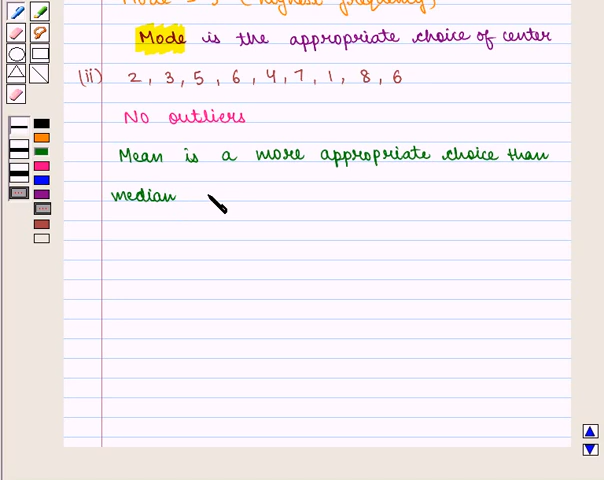 Mode is the appropriate choice of center
(ii) 2, 3, 5, 6, 4, 7, 1, 8, 6
No outliers
Mean is a more appropriate choice than
median